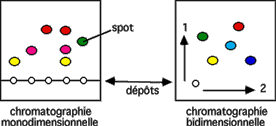 spot
1
dépôts
2
chromatographie
monodimensionnelle
chromatographie
bidimensionnelle